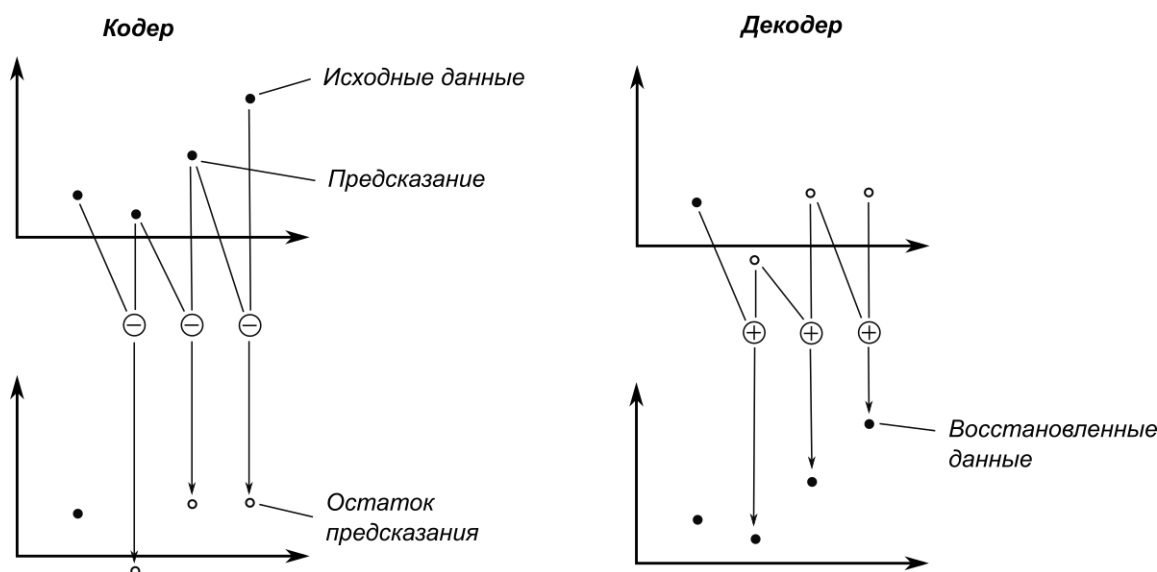 Кодер
Исходные данные
Предсказание
Остаток
предсказания
Декодер
Восстановленные
данные